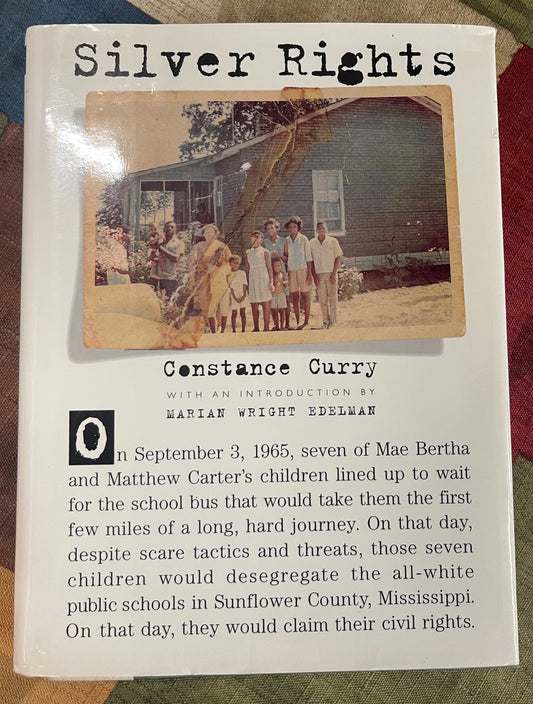 Silver Rights
Constance Curry
WITH AN INTRODUCTION BY
MARIAN WRIGHT EDELMAN
On September 3, 1965, seven of Mae Bertha
and Matthew Carter's children lined up to wait
for the school bus that would take them the first
few miles of a long, hard journey. On that day,
despite scare tactics and threats, those seven
children would desegregate the all-white
public schools in Sunflower County, Mississippi.
On that day, they would claim their civil rights.